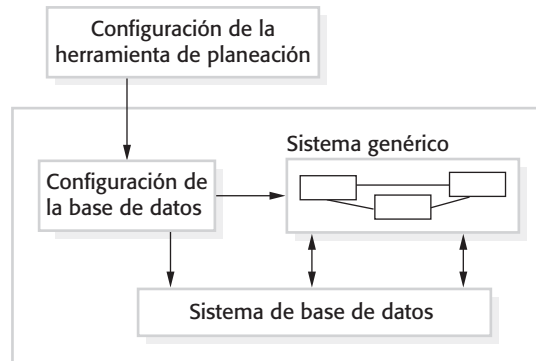 Configuración de la
herramienta de planeación
Sistema genérico
Configuración de
la base de datos
Sistema de base de datos